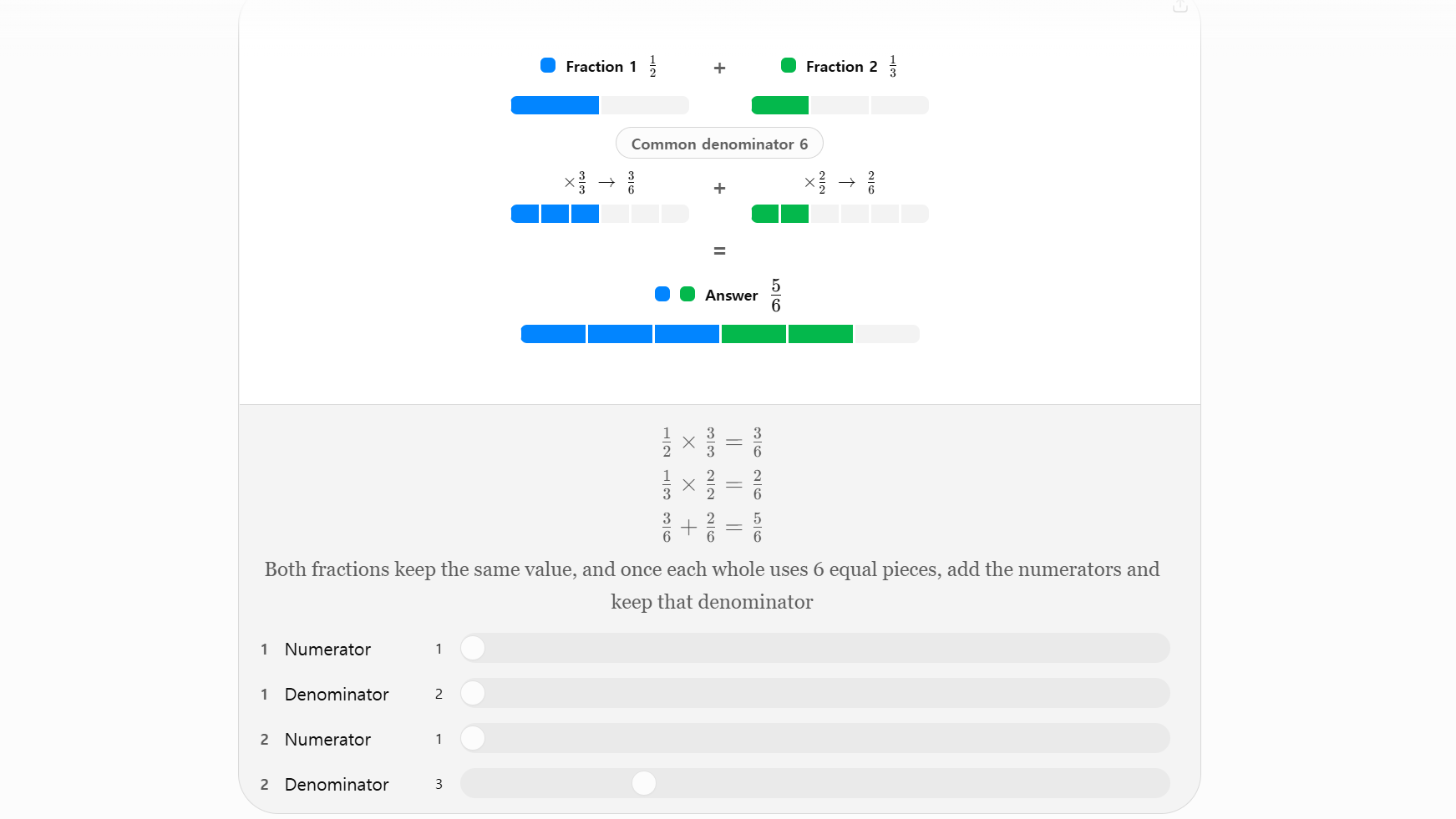 Fraction 1 1/2 + Fraction 2 1/3
Common denominator 6
×3/3 → 3/6 + ×2/2 → 2/6
=
Answer 5/6
1/2 × 3/3 = 3/6
1/3 × 2/2 = 2/6
3/6 + 2/6 = 5/6
Both fractions keep the same value, and once each whole uses 6 equal pieces, add the numerators and
keep that denominator
1 Numerator 1
1 Denominator 2
2 Numerator 1
2 Denominator 3